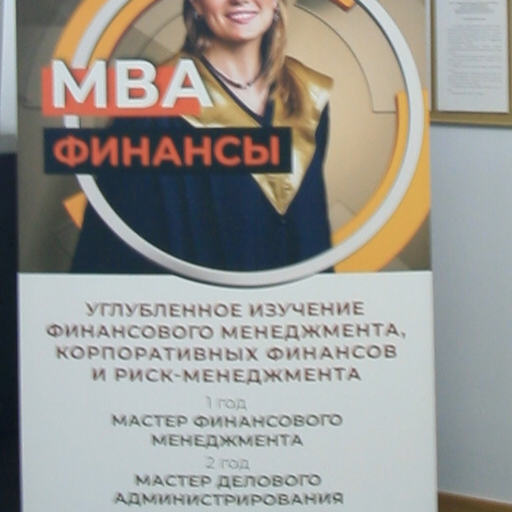 МВА
ФИНАНСЫ
УГЛУБЛЕННОЕ ИЗУЧЕНИЕ
ФИНАНСОВОГО МЕНЕДЖМЕНТА,
КОРПОРАТИВНЫХ ФИНАНСОВ
И РИСК-МЕНЕДЖМЕНТА
1 год
МАСТЕР ФИНАНСОВОГО
МЕНЕДЖМЕНТА
2 год
МАСТЕР ДЕЛОВОГО
АДМИНИСТРИРОВАНИЯ